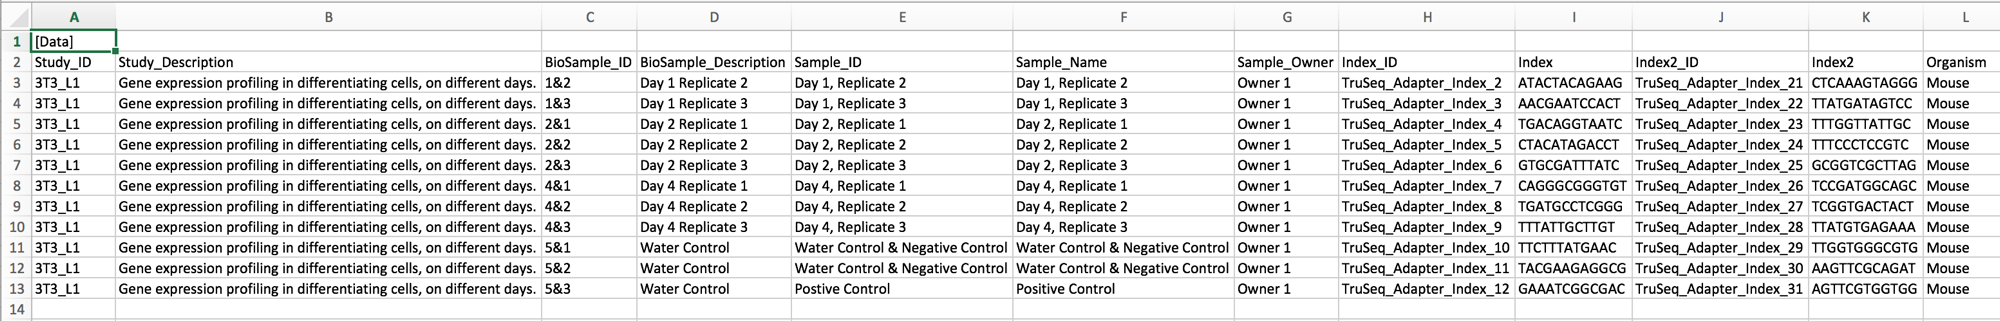 A B C D E F G H I J K L
1 [Data]
2 Study_ID Study_Description BioSample_ID BioSample_Description Sample_ID Sample_Name Sample_Owner Index_ID Index Index2_ID Index2 Organism
3 3T3_L1 Gene expression profiling in differentiating cells, on different days. 1&2 Day 1 Replicate 2 Day 1, Replicate 2 Day 1, Replicate 2 Owner 1 TruSeq_Adapter_Index_2 ATACTACAGAAG TruSeq_Adapter_Index_21 CTCAAAGTAGGG Mouse
4 3T3_L1 Gene expression profiling in differentiating cells, on different days. 1&3 Day 1 Replicate 3 Day 1, Replicate 3 Day 1, Replicate 3 Owner 1 TruSeq_Adapter_Index_3 AACGAATCCACT TruSeq_Adapter_Index_22 TTATGATAGTCC Mouse
5 3T3_L1 Gene expression profiling in differentiating cells, on different days. 2&1 Day 2 Replicate 1 Day 2, Replicate 1 Day 2, Replicate 1 Owner 1 TruSeq_Adapter_Index_4 TGACAGGTAATC TruSeq_Adapter_Index_23 TTTGGTTATTGC Mouse
6 3T3_L1 Gene expression profiling in differentiating cells, on different days. 2&2 Day 2 Replicate 2 Day 2, Replicate 2 Day 2, Replicate 2 Owner 1 TruSeq_Adapter_Index_5 CTACATAGACCT TruSeq_Adapter_Index_24 TTTCCCTCCGTC Mouse
7 3T3_L1 Gene expression profiling in differentiating cells, on different days. 2&3 Day 2 Replicate 3 Day 2, Replicate 3 Day 2, Replicate 3 Owner 1 TruSeq_Adapter_Index_6 GTGCGATTTATC TruSeq_Adapter_Index_25 GCGGTCGCTTAG Mouse
8 3T3_L1 Gene expression profiling in differentiating cells, on different days. 4&1 Day 4 Replicate 1 Day 4, Replicate 1 Day 4, Replicate 1 Owner 1 TruSeq_Adapter_Index_7 CAGGGCGGGTGT TruSeq_Adapter_Index_26 TCCGATGGCAGC Mouse
9 3T3_L1 Gene expression profiling in differentiating cells, on different days. 4&2 Day 4 Replicate 2 Day 4, Replicate 2 Day 4, Replicate 2 Owner 1 TruSeq_Adapter_Index_8 TGATGCCTCGGG TruSeq_Adapter_Index_27 TCGGTGACTACT Mouse
10 3T3_L1 Gene expression profiling in differentiating cells, on different days. 4&3 Day 4 Replicate 3 Day 4, Replicate 3 Day 4, Replicate 3 Owner 1 TruSeq_Adapter_Index_9 TTTATTGCTTGT TruSeq_Adapter_Index_28 TTATGTGAGAAA Mouse
11 3T3_L1 Gene expression profiling in differentiating cells, on different days. 5&1 Water Control Water Control & Negative Control Water Control & Negative Control Owner 1 TruSeq_Adapter_Index_10 TTCTTTATGAAC TruSeq_Adapter_Index_29 TTGGTGGGCGTG Mouse
12 3T3_L1 Gene expression profiling in differentiating cells, on different days. 5&2 Water Control Water Control & Negative Control Water Control & Negative Control Owner 1 TruSeq_Adapter_Index_11 TACGAAGAGGCG TruSeq_Adapter_Index_30 AAGTTCGCAGAT Mouse
13 3T3_L1 Gene expression profiling in differentiating cells, on different days. 5&3 Water Control Postive Control Positive Control Owner 1 TruSeq_Adapter_Index_12 GAAATCGGCGAC TruSeq_Adapter_Index_31 AGTTCGTGGTGG Mouse
14